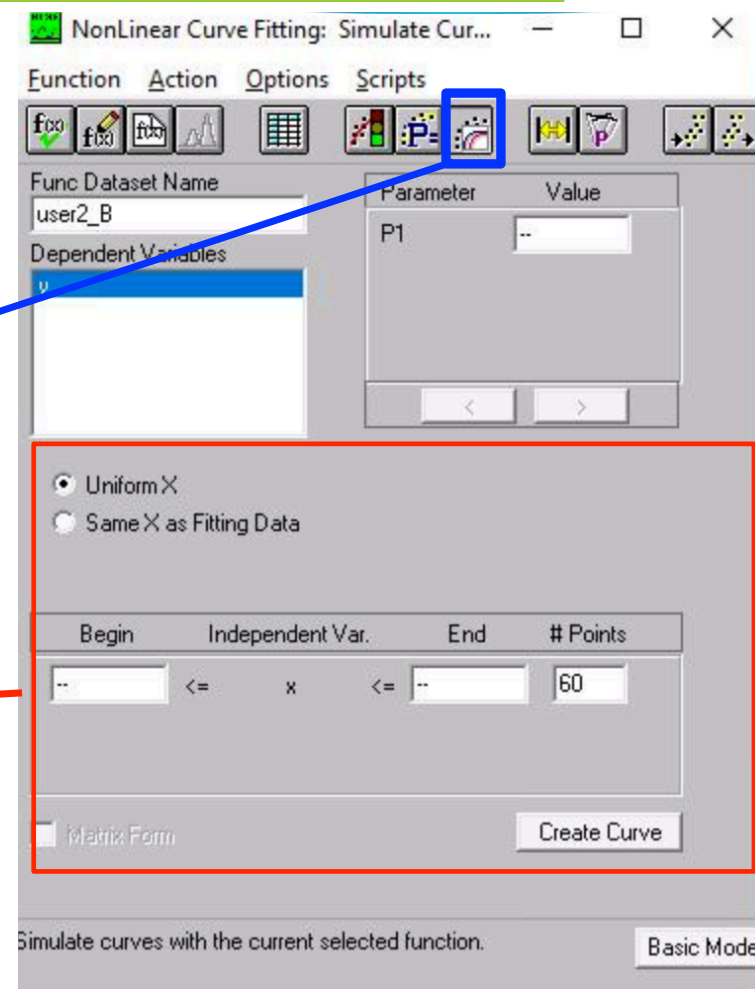 NonLinear Curve Fitting: Simulate Cur...
Function Action Options Scripts
Func Dataset Name
user2_B
Dependent Variables
y
Parameter Value
P1 --
< >
Uniform X
Same X as Fitting Data
Begin Independent Var. End # Points
-- <= x <= -- 60
Matrix Form
Create Curve
Simulate curves with the current selected function.
Basic Mode